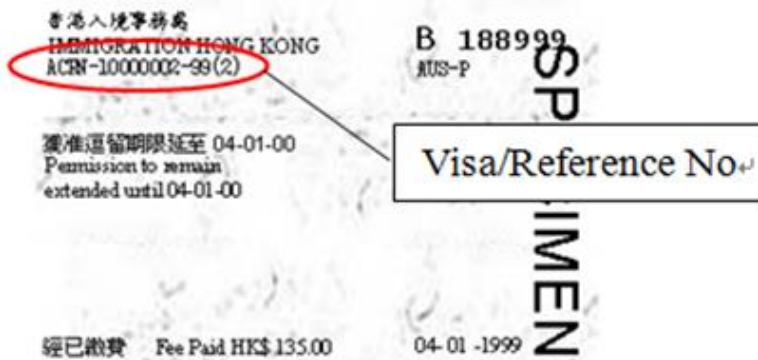 香港入境事務處
IMMIGRATION HONG KONG
ACRN-10000002-99(2)
B 188999
AUS-P
獲准逗留期限延至 04-01-00
Permission to remain
extended until 04-01-00
Visa/Reference No
SPECIMEN
經已繳費 Fee Paid HK$ 135.00
04-01-1999